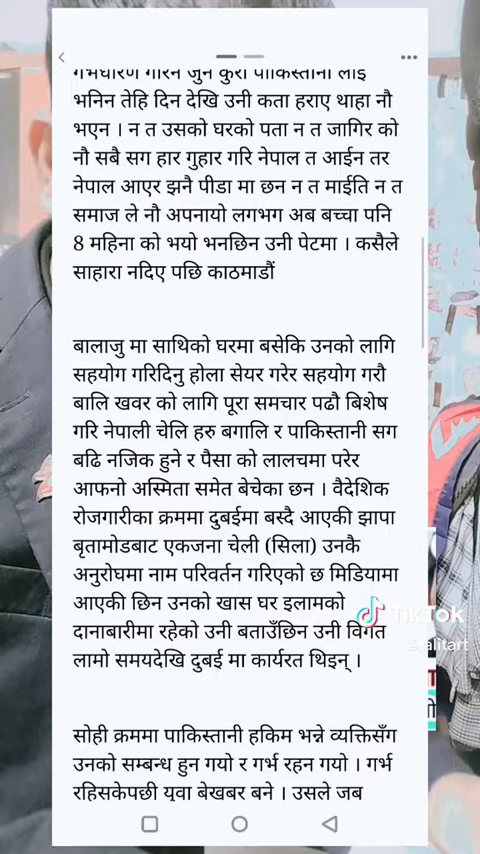 गर्भधारण गरिन जुन कुरा पाकिस्तानी लाई
भनिन तेहि दिन देखि उनी कता हराए थाहा नौ
भएन । न त उसको घरको पता न त जागिर को
नौ सबै सग हार गुहार गरि नेपाल त आईन तर
नेपाल आएर झनै पीडा मा छन न त माईति न त
समाज ले नौ अपनायो लगभग अब बच्चा पनि
8 महिना को भयो भनछिन उनी पेटमा । कसैले
साहारा नदिए पछि काठमाडौं
बालाजु मा साथिको घरमा बसेकि उनको लागि
सहयोग गरिदिनु होला सेयर गरेर सहयोग गरौ
बालि खवर को लागि पूरा समचार पढौ बिशेष
गरि नेपाली चेलि हरु बगालि र पाकिस्तानी सग
बढि नजिक हुने र पैसा को लालचमा परेर
आफनो अस्मिता समेत बेचेका छन । वैदेशिक
रोजगारीका क्रममा दुबईमा बस्दै आएकी झापा
बृतामोडबाट एकजना चेली (सिला) उनकै
अनुरोघमा नाम परिवर्तन गरिएको छ मिडियामा
आएकी छिन उनको खास घर इलामको
दानाबारीमा रहेको उनी बताउँछिन उनी विगत
लामो समयदेखि दुबई मा कार्यरत थिइन् ।
TikTok
सोही क्रममा पाकिस्तानी हकिम भन्ने व्यक्तिसँग
उनको सम्बन्ध हुन गयो र गर्भ रहन गयो । गर्भ
रहिसकेपछी युवा बेखबर बने । उसले जब